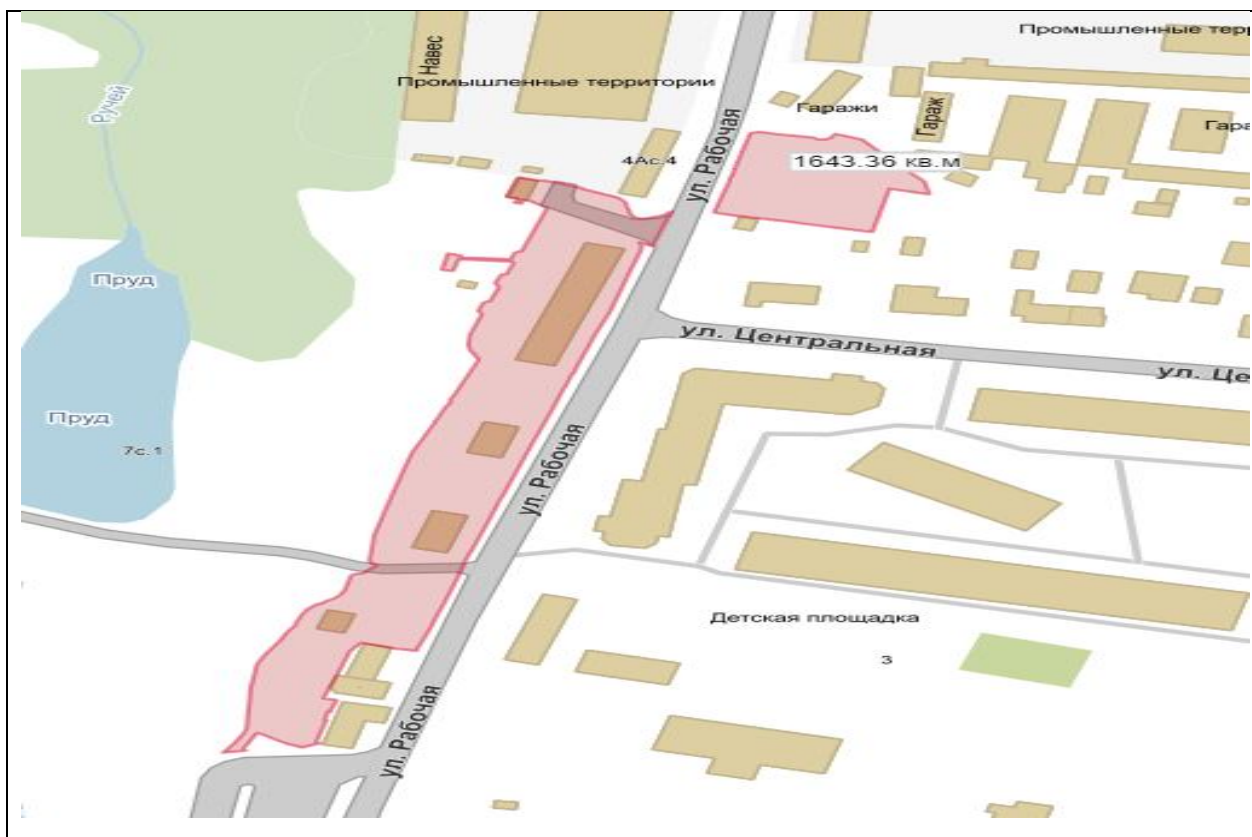 Промышленные терр
Навес
Промышленные территории
Ручей
Гаражи
Гараж
Гара
ул. Рабочая
4Ас.4
1643.36 кв.м
Пруд
ул. Центральная
ул. Це
Пруд
7с.1
ул. Рабочая
Детская площадка
3
ул. Рабочая